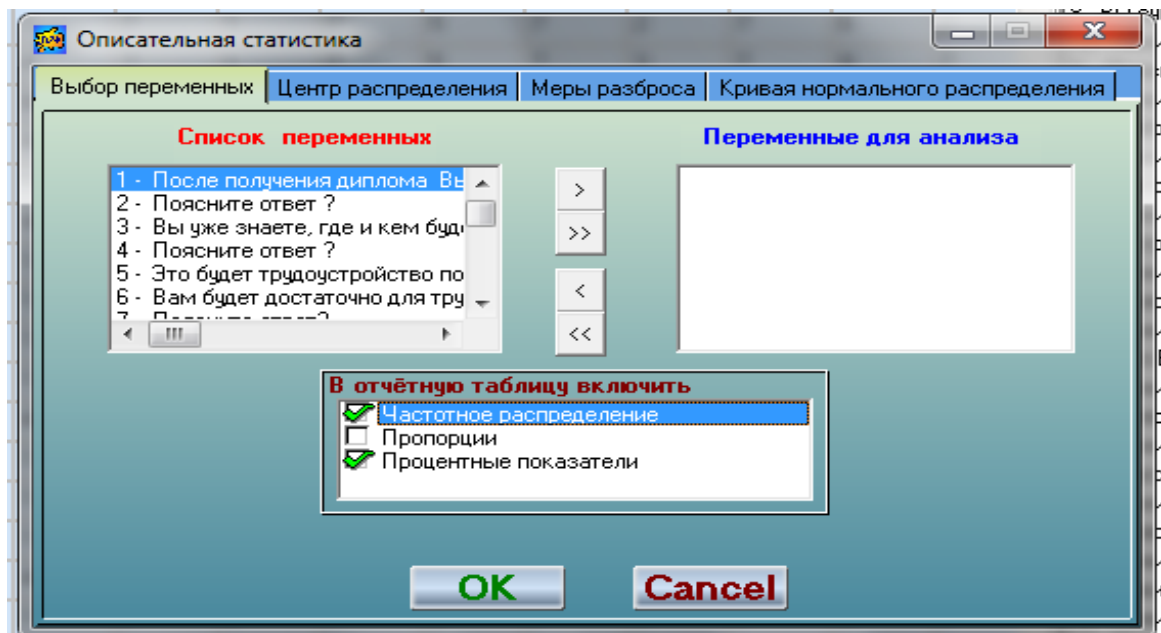 Описательная статистика
Выбор переменных Центр распределения Меры разброса Кривая нормального распределения
Список переменных
Переменные для анализа
1 - После получения диплома Вы
2 - Поясните ответ ?
3 - Вы уже знаете, где и кем буд
4 - Поясните ответ ?
5 - Это будет трудоустройство по
6 - Вам будет достаточно для тру
>
>>
<
<<
В отчётную таблицу включить
Частотное распределение
Пропорции
Процентные показатели
OK Cancel